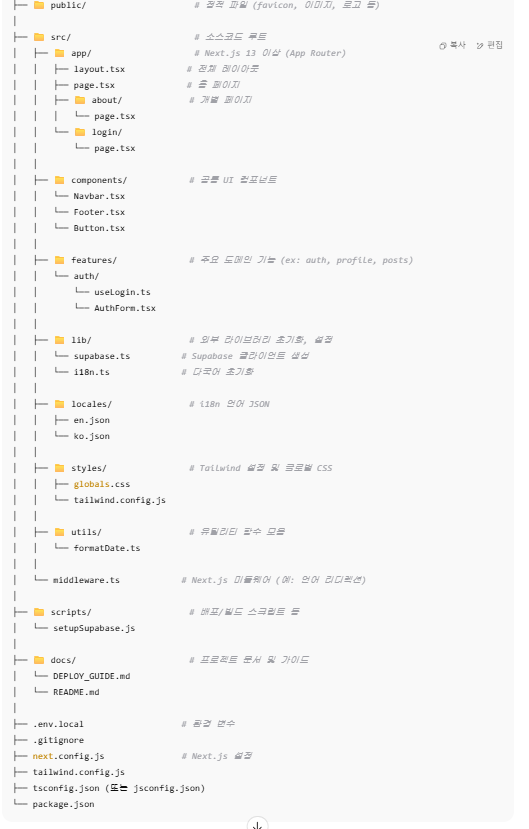 ├── 📁 public/ # 정적 파일 (favicon, 이미지, 로고 등)
│
├── 📁 src/ # 소스코드 루트
복사 편집
│ ├── 📁 app/ # Next.js 13 이상 (App Router)
│ │ ├── layout.tsx # 전체 레이아웃
│ │ ├── page.tsx # 홈 페이지
│ │ ├── 📁 about/ # 개별 페이지
│ │ │ └── page.tsx
│ │ └── 📁 login/
│ │ └── page.tsx
│ │
│ ├── 📁 components/ # 공통 UI 컴포넌트
│ │ └── Navbar.tsx
│ │ └── Footer.tsx
│ │ └── Button.tsx
│ │
│ ├── 📁 features/ # 주요 도메인 기능 (ex: auth, profile, posts)
│ │ └── auth/
│ │ └── useLogin.ts
│ │ └── AuthForm.tsx
│ │
│ ├── 📁 lib/ # 외부 라이브러리 초기화, 설정
│ │ └── supabase.ts # Supabase 클라이언트 생성
│ │ └── i18n.ts # 다국어 초기화
│ │
│ ├── 📁 locales/ # i18n 언어 JSON
│ │ ├── en.json
│ │ └── ko.json
│ │
│ ├── 📁 styles/ # Tailwind 설정 및 글로벌 CSS
│ │ ├── globals.css
│ │ └── tailwind.config.js
│ │
│ ├── 📁 utils/ # 유틸리티 함수 모음
│ │ └── formatDate.ts
│ │
│ └── middleware.ts # Next.js 미들웨어 (예: 언어 리디렉션)
│
├── 📁 scripts/ # 배포/빌드 스크립트 등
│ └── setupSupabase.js
│
├── 📁 docs/ # 프로젝트 문서 및 가이드
│ └── DEPLOY_GUIDE.md
│ └── README.md
│
├── .env.local # 환경 변수
├── .gitignore
├── next.config.js # Next.js 설정
├── tailwind.config.js
├── tsconfig.json (또는 jsconfig.json)
└── package.json